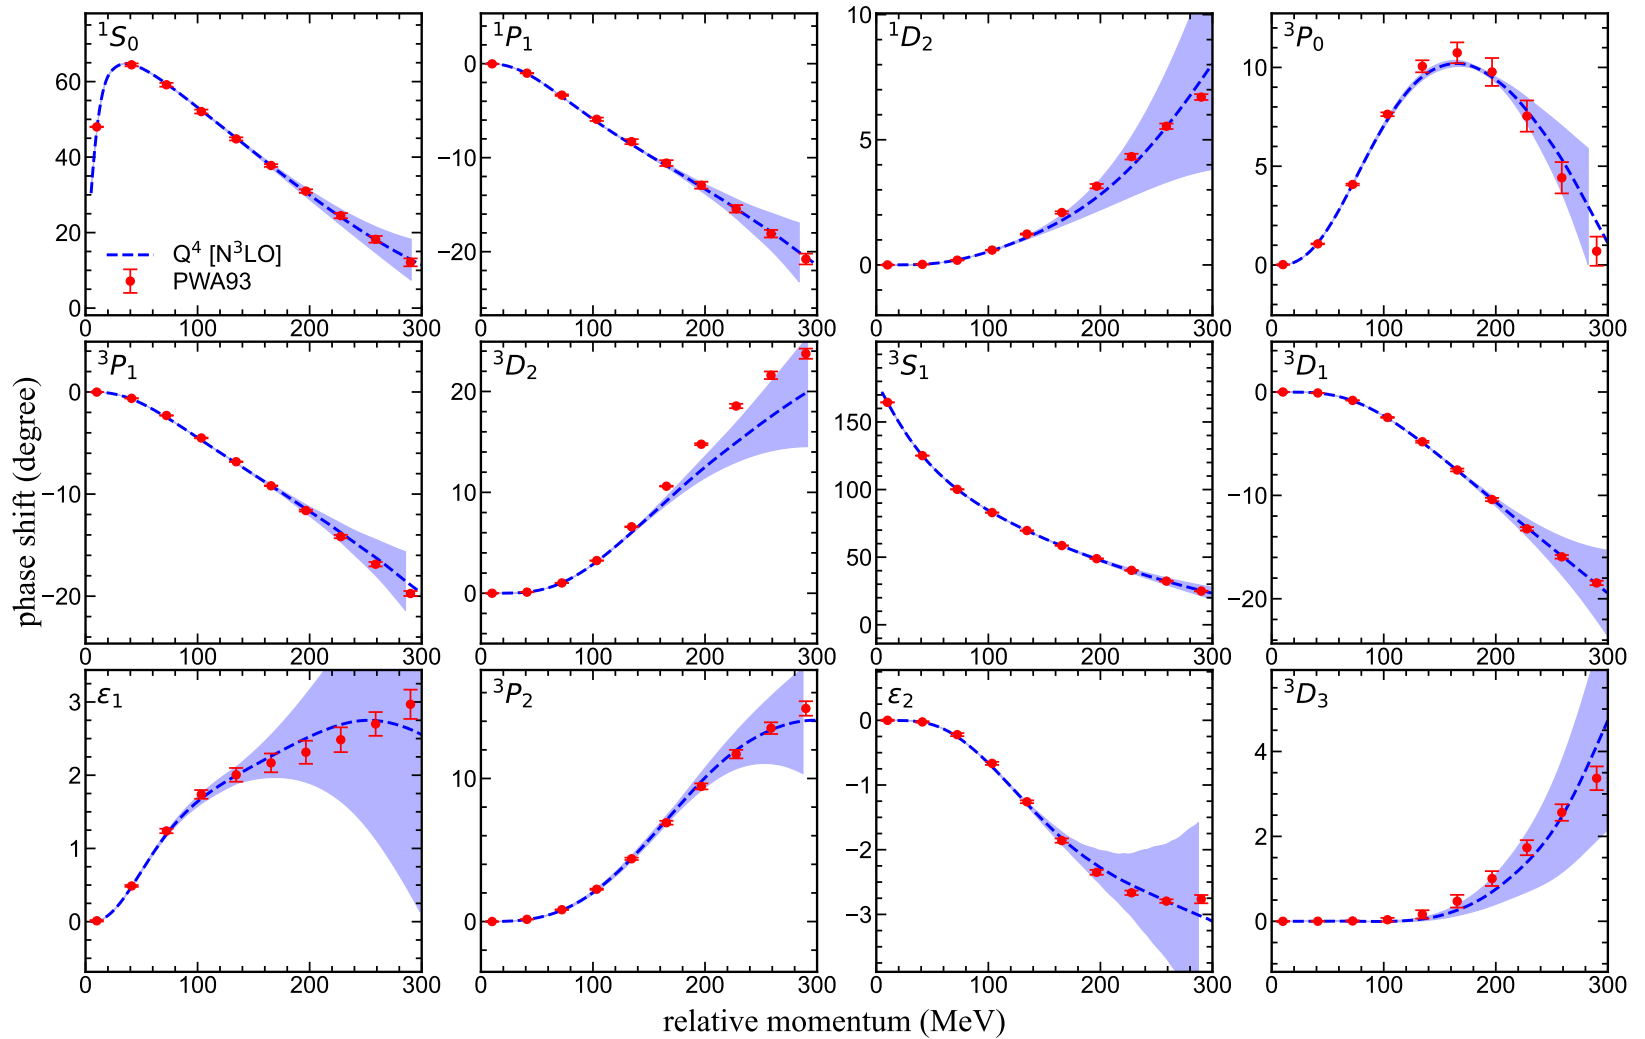 ¹S₀
60
40
20
0
Q⁴ [N³LO]
PWA93
0 100 200 300
¹P₁
0
−10
−20
0 100 200 300
¹D₂
10
5
0
0 100 200 300
³P₀
10
5
0
0 100 200 300
phase shift (degree)
³P₁
0
−10
−20
0 100 200 300
³D₂
20
10
0
0 100 200 300
³S₁
150
100
50
0
0 100 200 300
³D₁
0
−10
−20
0 100 200 300
ε₁
3
2
1
0
0 100 200 300
³P₂
10
0
0 100 200 300
ε₂
0
−1
−2
−3
0 100 200 300
³D₃
4
2
0
0 100 200 300
relative momentum (MeV)